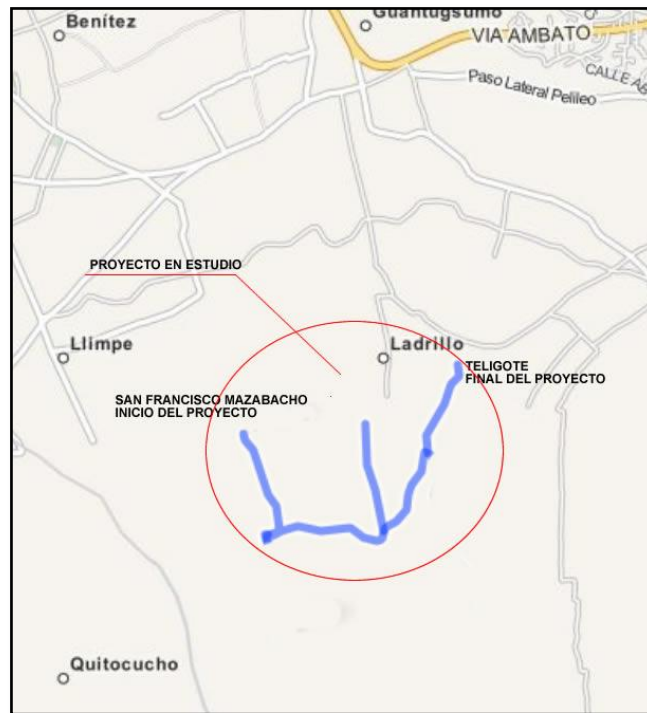 Benítez
Guantugsumo
VIA AMBATO
Paso Lateral Pelileo
PROYECTO EN ESTUDIO
Llimpe
Ladrillo
TELIGOTE
FINAL DEL PROYECTO
SAN FRANCISCO MAZABACHO
INICIO DEL PROYECTO
Quitocucho